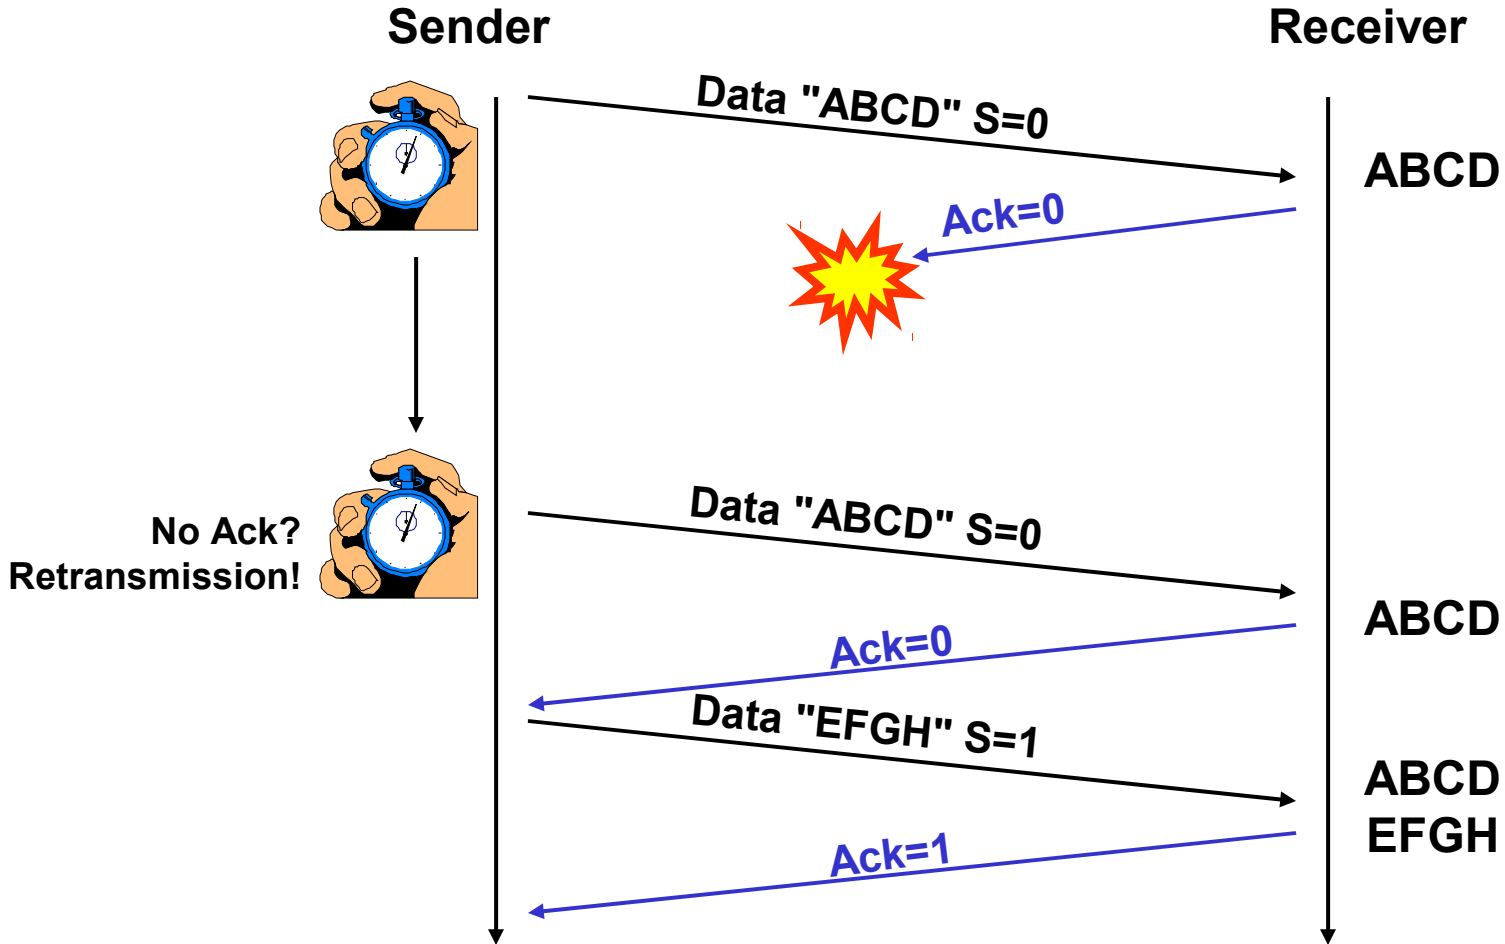 Sender
Receiver
Data "ABCD" S=0
ABCD
Ack=0
No Ack?
Retransmission!
Data "ABCD" S=0
ABCD
Ack=0
Data "EFGH" S=1
ABCD
EFGH
Ack=1